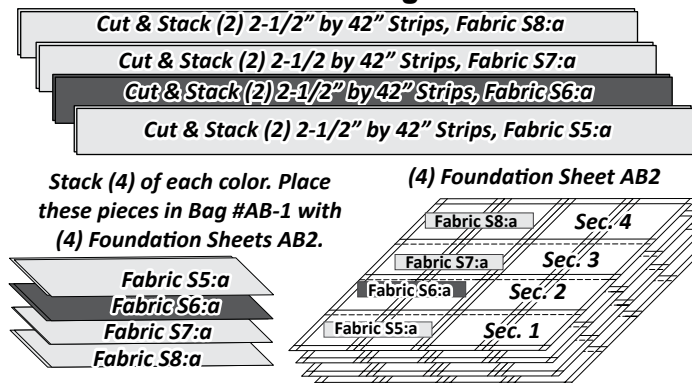 Cut & Stack (2) 2-1/2" by 42" Strips, Fabric S8:a
Cut & Stack (2) 2-1/2 by 42" Strips, Fabric S7:a
Cut & Stack (2) 2-1/2" by 42" Strips, Fabric S6:a
Cut & Stack (2) 2-1/2" by 42" Strips, Fabric S5:a
Stack (4) of each color. Place
these pieces in Bag #AB-1 with
(4) Foundation Sheets AB2.
Fabric S5:a
Fabric S6:a
Fabric S7:a
Fabric S8:a
(4) Foundation Sheet AB2
Fabric S8:a Sec. 4
Fabric S7:a Sec. 3
Fabric S6:a Sec. 2
Fabric S5:a Sec. 1